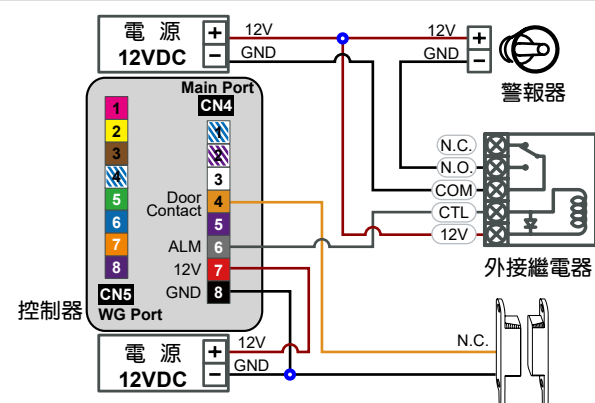 電 源
12VDC
+
−
12V
GND
12V
GND
+
−
警報器
Main Port
CN4
1
2
3
4
5
6
7
8
1
2
3
Door
Contact
4
5
ALM
6
12V
7
GND
8
CN5
WG Port
控制器
N.C.
N.O.
COM
CTL
12V
外接繼電器
N.C.
電 源
12VDC
+
−
12V
GND